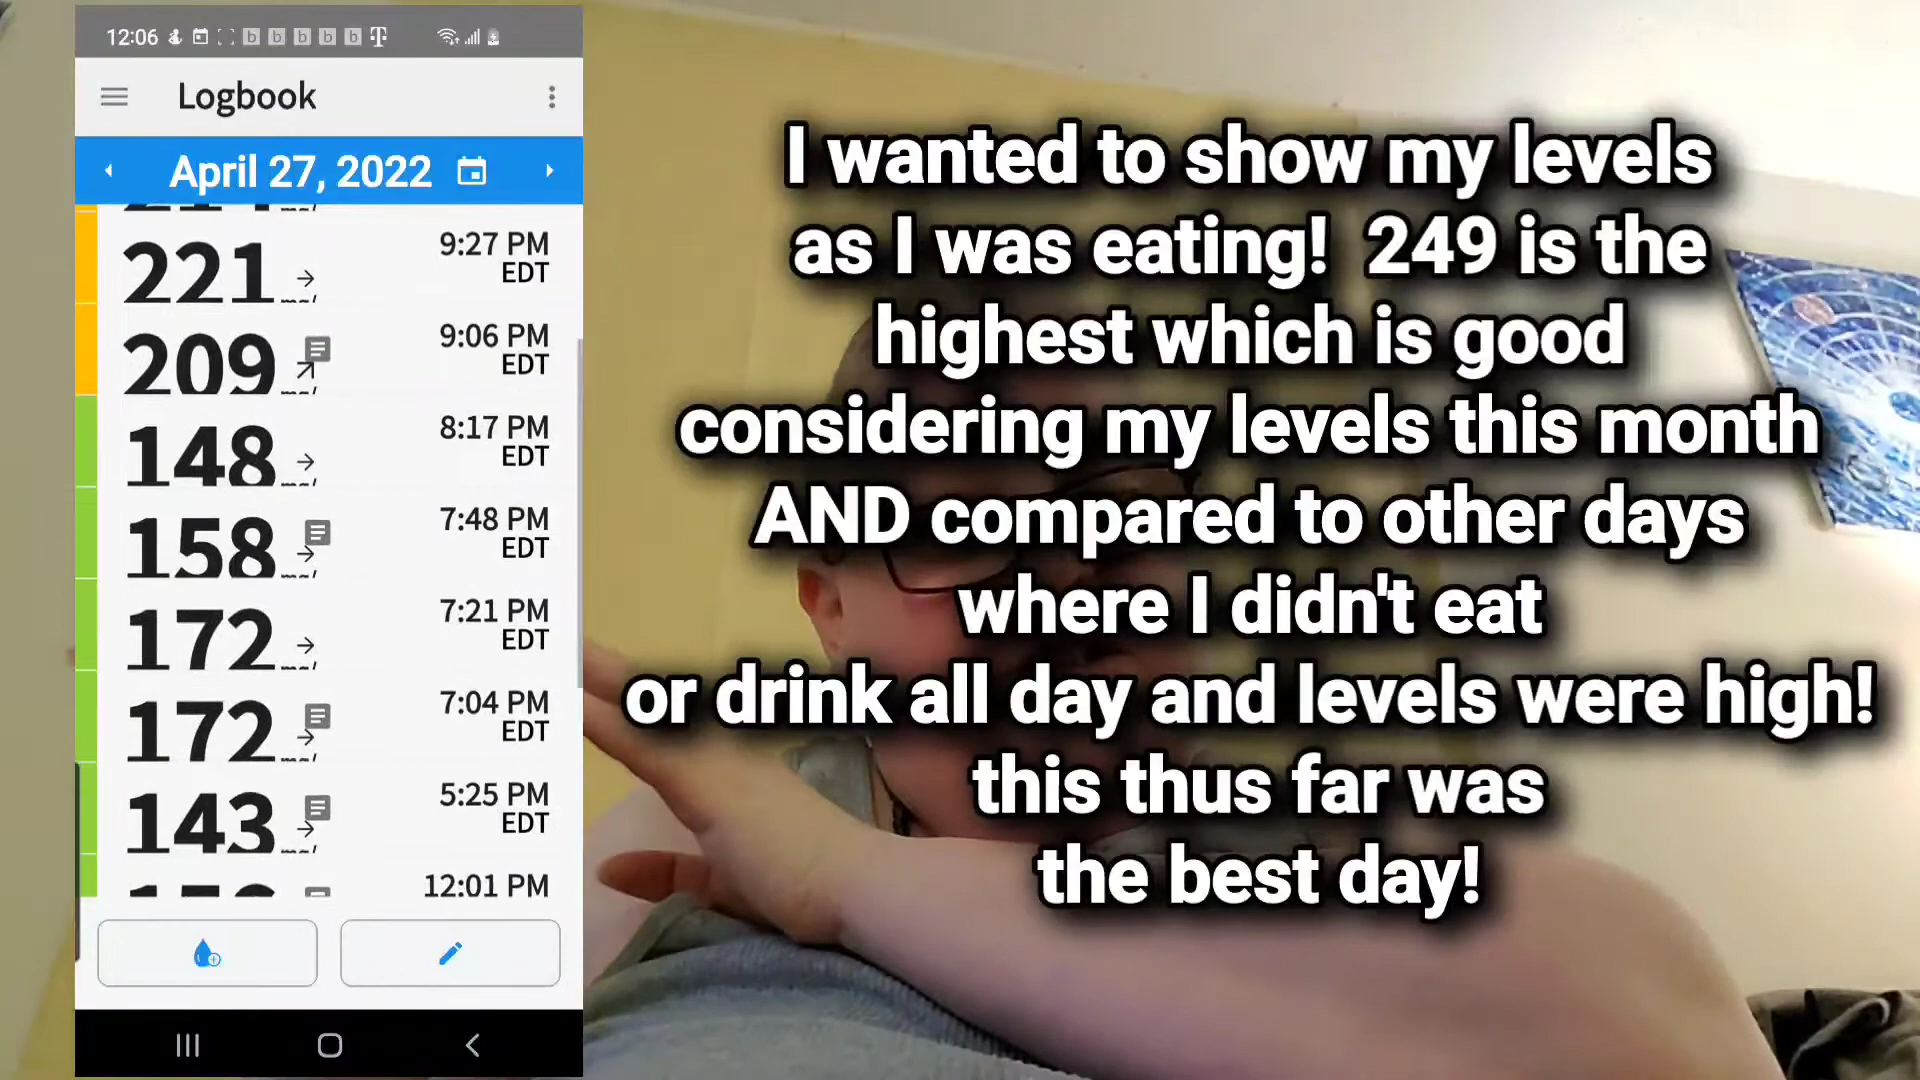 12:06
Logbook
April 27, 2022
221
9:27 PM
EDT
209
9:06 PM
EDT
148
8:17 PM
EDT
158
7:48 PM
EDT
172
7:21 PM
EDT
172
7:04 PM
EDT
143
5:25 PM
EDT
12:01 PM
I wanted to show my levels
as I was eating! 249 is the
highest which is good
considering my levels this month
AND compared to other days
where I didn't eat
or drink all day and levels were high!
this thus far was
the best day!